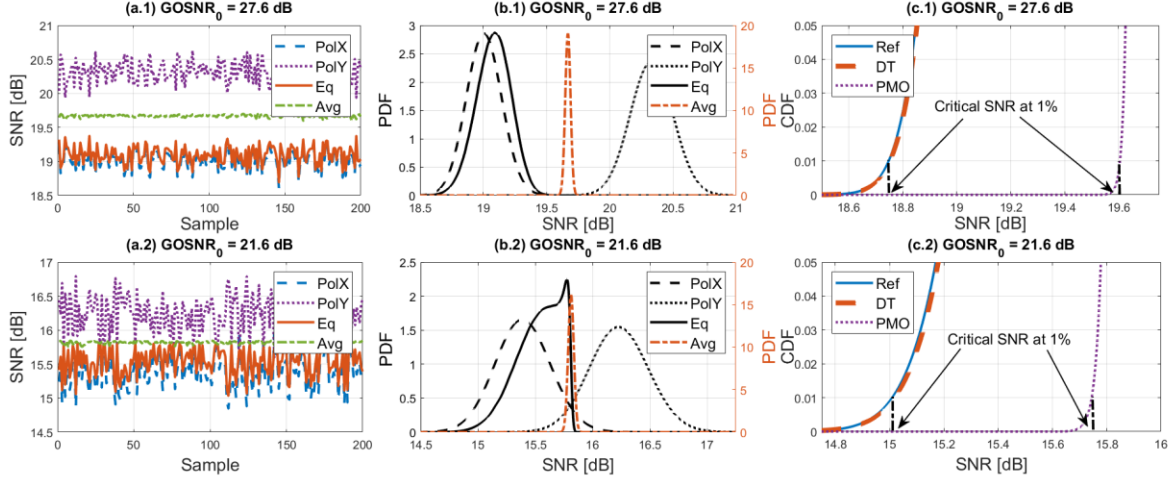 (a.1) GOSNR0 = 27.6 dB
SNR [dB]
21
20.5
20
19.5
19
18.5
0
50
100
150
200
Sample
PolX
PolY
Eq
Avg
(b.1) GOSNR0 = 27.6 dB
PDF
3
2.5
2
1.5
1
0.5
0
18.5
19
19.5
20
20.5
21
SNR [dB]
20
15
10
5
0
PDF
PolX
PolY
Eq
Avg
(c.1) GOSNR0 = 27.6 dB
CDF
0.05
0.04
0.03
0.02
0.01
0
18.6
18.8
19
19.2
19.4
19.6
SNR [dB]
Ref
DT
PMO
Critical SNR at 1%
(a.2) GOSNR0 = 21.6 dB
SNR [dB]
17
16.5
16
15.5
15
14.5
0
50
100
150
200
Sample
PolX
PolY
Eq
Avg
(b.2) GOSNR0 = 21.6 dB
PDF
2.5
2
1.5
1
0.5
0
14.5
15
15.5
16
16.5
17
SNR [dB]
20
15
10
5
0
PDF
PolX
PolY
Eq
Avg
(c.2) GOSNR0 = 21.6 dB
CDF
0.05
0.04
0.03
0.02
0.01
0
14.8
15
15.2
15.4
15.6
15.8
16
SNR [dB]
Ref
DT
PMO
Critical SNR at 1%